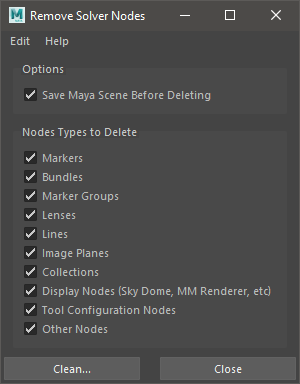 Remove Solver Nodes
Edit Help
Options
Save Maya Scene Before Deleting
Nodes Types to Delete
Markers
Bundles
Marker Groups
Lenses
Lines
Image Planes
Collections
Display Nodes (Sky Dome, MM Renderer, etc)
Tool Configuration Nodes
Other Nodes
Clean... Close